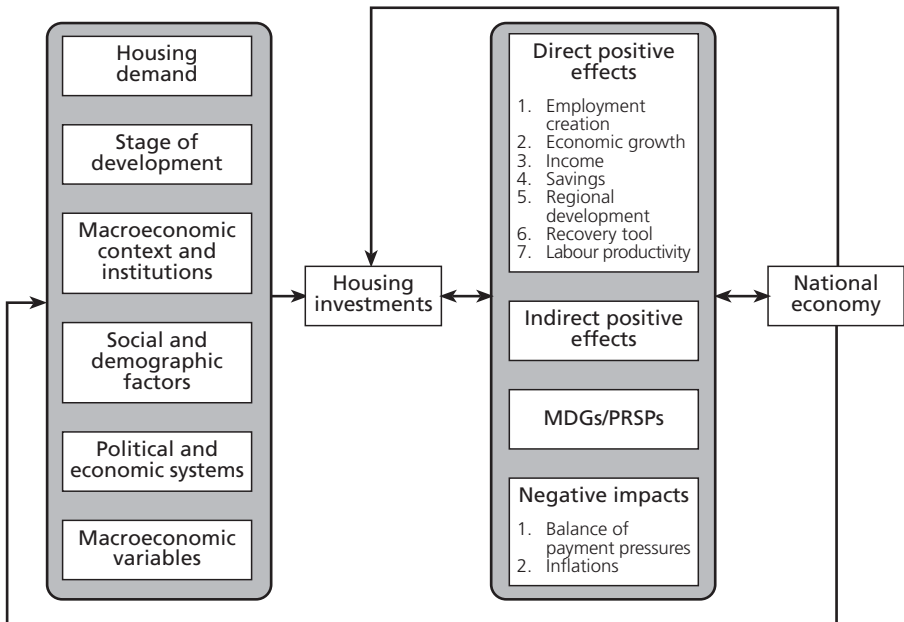 Housing
demand
Stage of
development
Macroeconomic
context and
institutions
Social and
demographic
factors
Political and
economic systems
Macroeconomic
variables
Housing
investments
Direct positive
effects
1. Employment
creation
2. Economic growth
3. Income
4. Savings
5. Regional
development
6. Recovery tool
7. Labour productivity
Indirect positive
effects
MDGs/PRSPs
Negative impacts
1. Balance of
payment pressures
2. Inflations
National
economy